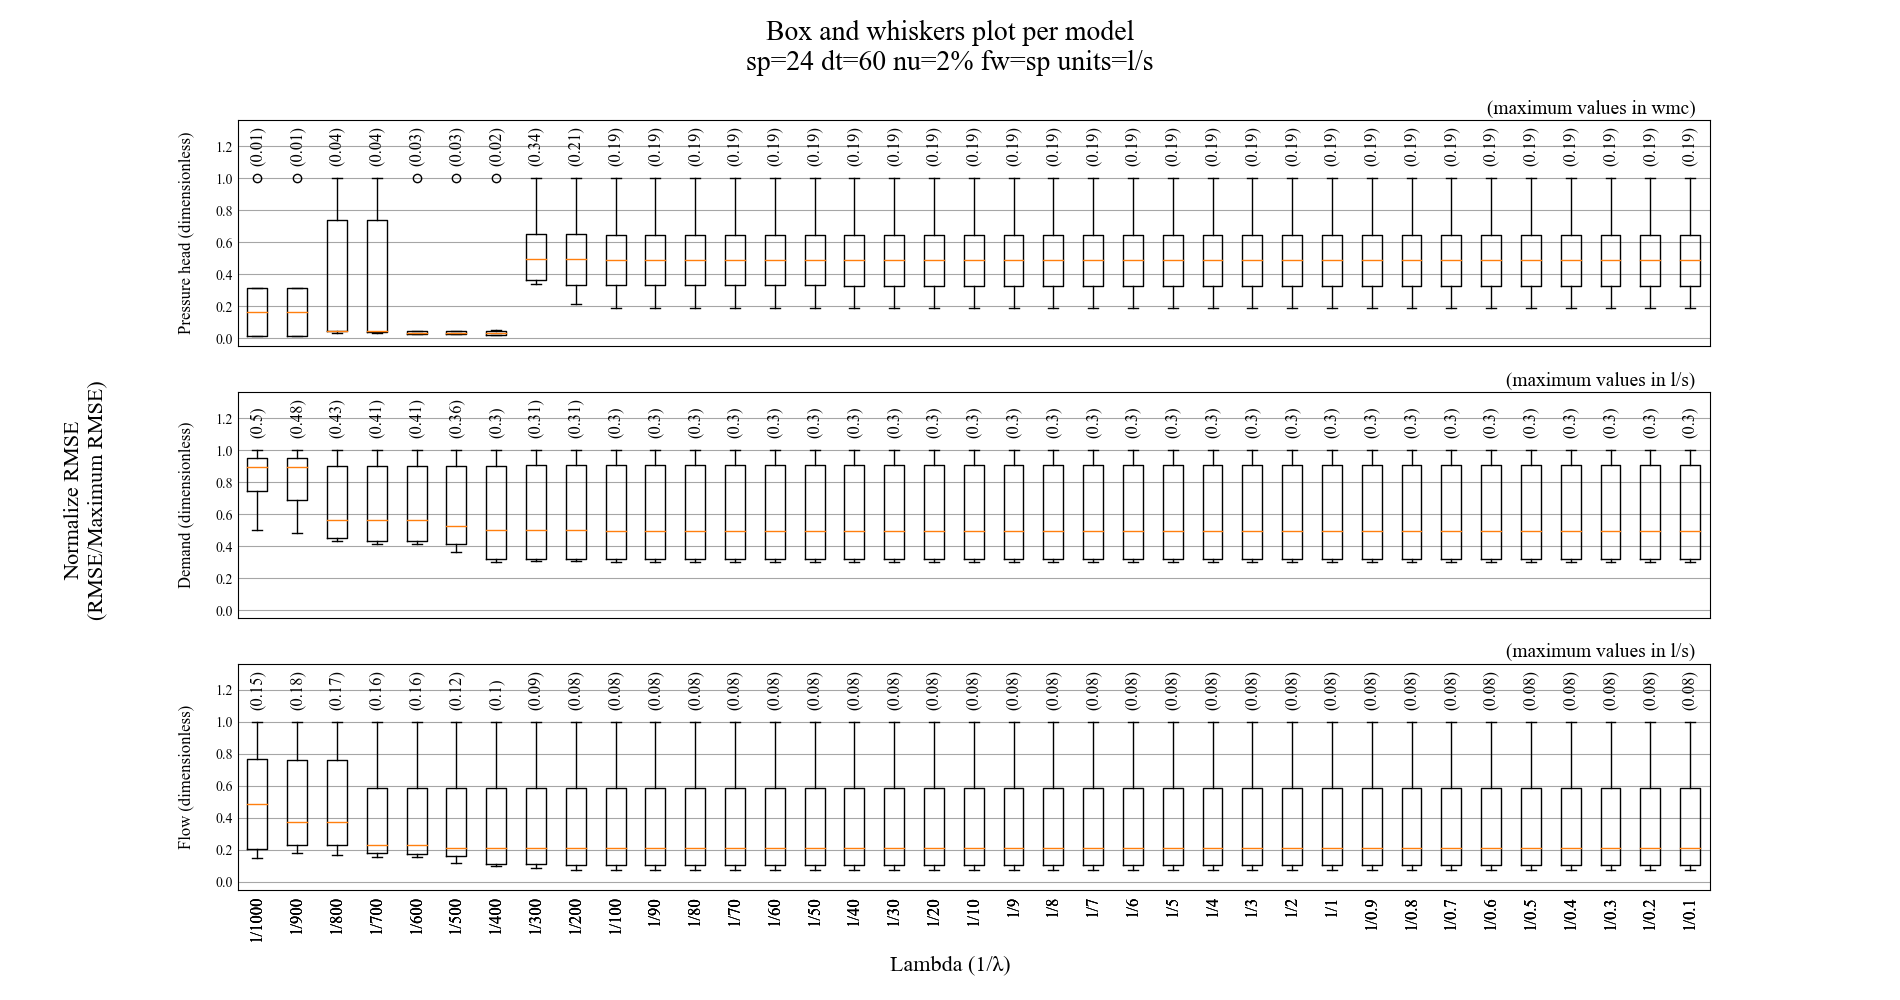 Box and whiskers plot per model
sp=24 dt=60 nu=2% fw=sp units=l/s
Normalize RMSE
(RMSE/Maximum RMSE)
(maximum values in wmc)
Pressure head (dimensionless)
1.2
1.0
0.8
0.6
0.4
0.2
0.0
(0.01) (0.01) (0.04) (0.04) (0.03) (0.03) (0.02) (0.34) (0.21) (0.19) (0.19) (0.19) (0.19) (0.19) (0.19) (0.19) (0.19) (0.19) (0.19) (0.19) (0.19) (0.19) (0.19) (0.19) (0.19) (0.19) (0.19) (0.19) (0.19) (0.19) (0.19) (0.19) (0.19) (0.19) (0.19) (0.19) (0.19)
(maximum values in l/s)
Demand (dimensionless)
1.2
1.0
0.8
0.6
0.4
0.2
0.0
(0.5) (0.48) (0.43) (0.41) (0.41) (0.36) (0.3) (0.31) (0.31) (0.3) (0.3) (0.3) (0.3) (0.3) (0.3) (0.3) (0.3) (0.3) (0.3) (0.3) (0.3) (0.3) (0.3) (0.3) (0.3) (0.3) (0.3) (0.3) (0.3) (0.3) (0.3) (0.3) (0.3) (0.3) (0.3) (0.3) (0.3)
(maximum values in l/s)
Flow (dimensionless)
1.2
1.0
0.8
0.6
0.4
0.2
0.0
(0.15) (0.18) (0.17) (0.16) (0.16) (0.12) (0.1) (0.09) (0.08) (0.08) (0.08) (0.08) (0.08) (0.08) (0.08) (0.08) (0.08) (0.08) (0.08) (0.08) (0.08) (0.08) (0.08) (0.08) (0.08) (0.08) (0.08) (0.08) (0.08) (0.08) (0.08) (0.08) (0.08) (0.08) (0.08) (0.08) (0.08)
1/1000 1/900 1/800 1/700 1/600 1/500 1/400 1/300 1/200 1/100 1/90 1/80 1/70 1/60 1/50 1/40 1/30 1/20 1/10 1/9 1/8 1/7 1/6 1/5 1/4 1/3 1/2 1/1 1/0.9 1/0.8 1/0.7 1/0.6 1/0.5 1/0.4 1/0.3 1/0.2 1/0.1
Lambda (1/λ)